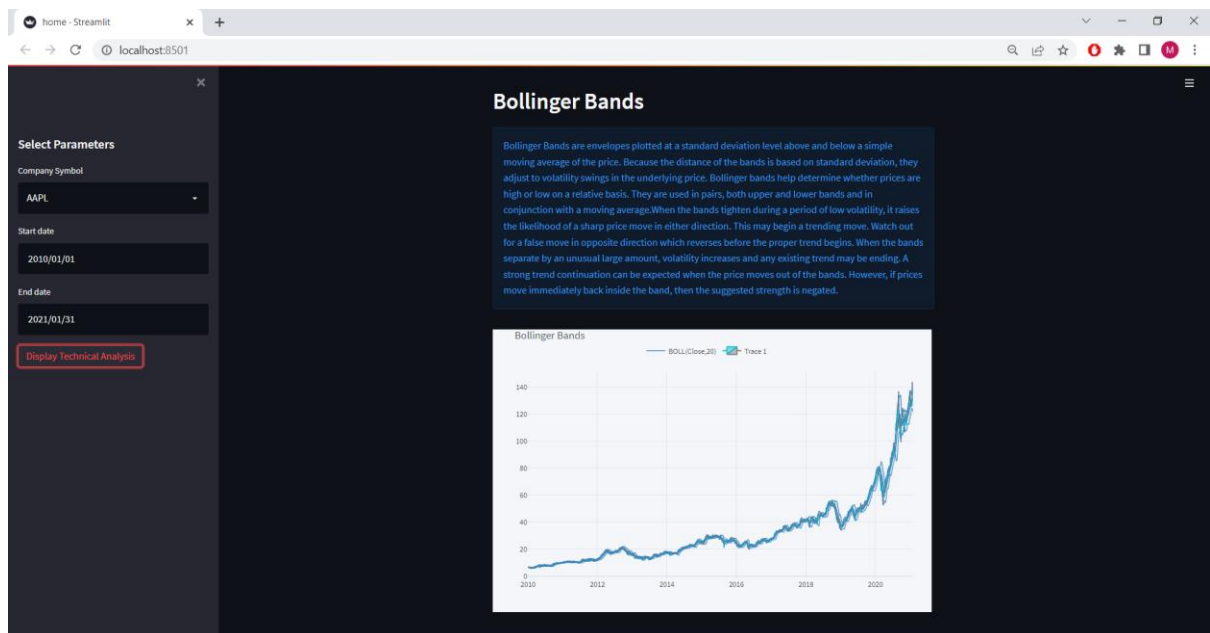 home · Streamlit
localhost:8501
M
Select Parameters
Company Symbol
AAPL
Start date
2010/01/01
End date
2021/01/31
Display Technical Analysis
Bollinger Bands
Bollinger Bands are envelopes plotted at a standard deviation level above and below a simple
moving average of the price. Because the distance of the bands is based on standard deviation, they
adjust to volatility swings in the underlying price. Bollinger bands help determine whether prices are
high or low on a relative basis. They are used in pairs, both upper and lower bands and in
conjunction with a moving average.When the bands tighten during a period of low volatility, it raises
the likelihood of a sharp price move in either direction. This may begin a trending move. Watch out
for a false move in opposite direction which reverses before the proper trend begins. When the bands
separate by an unusual large amount, volatility increases and any existing trend may be ending. A
strong trend continuation can be expected when the price moves out of the bands. However, if prices
move immediately back inside the band, then the suggested strength is negated.
Bollinger Bands
BOLL(Close,20) Trace 1
140
120
100
80
60
40
20
0
2010 2012 2014 2016 2018 2020